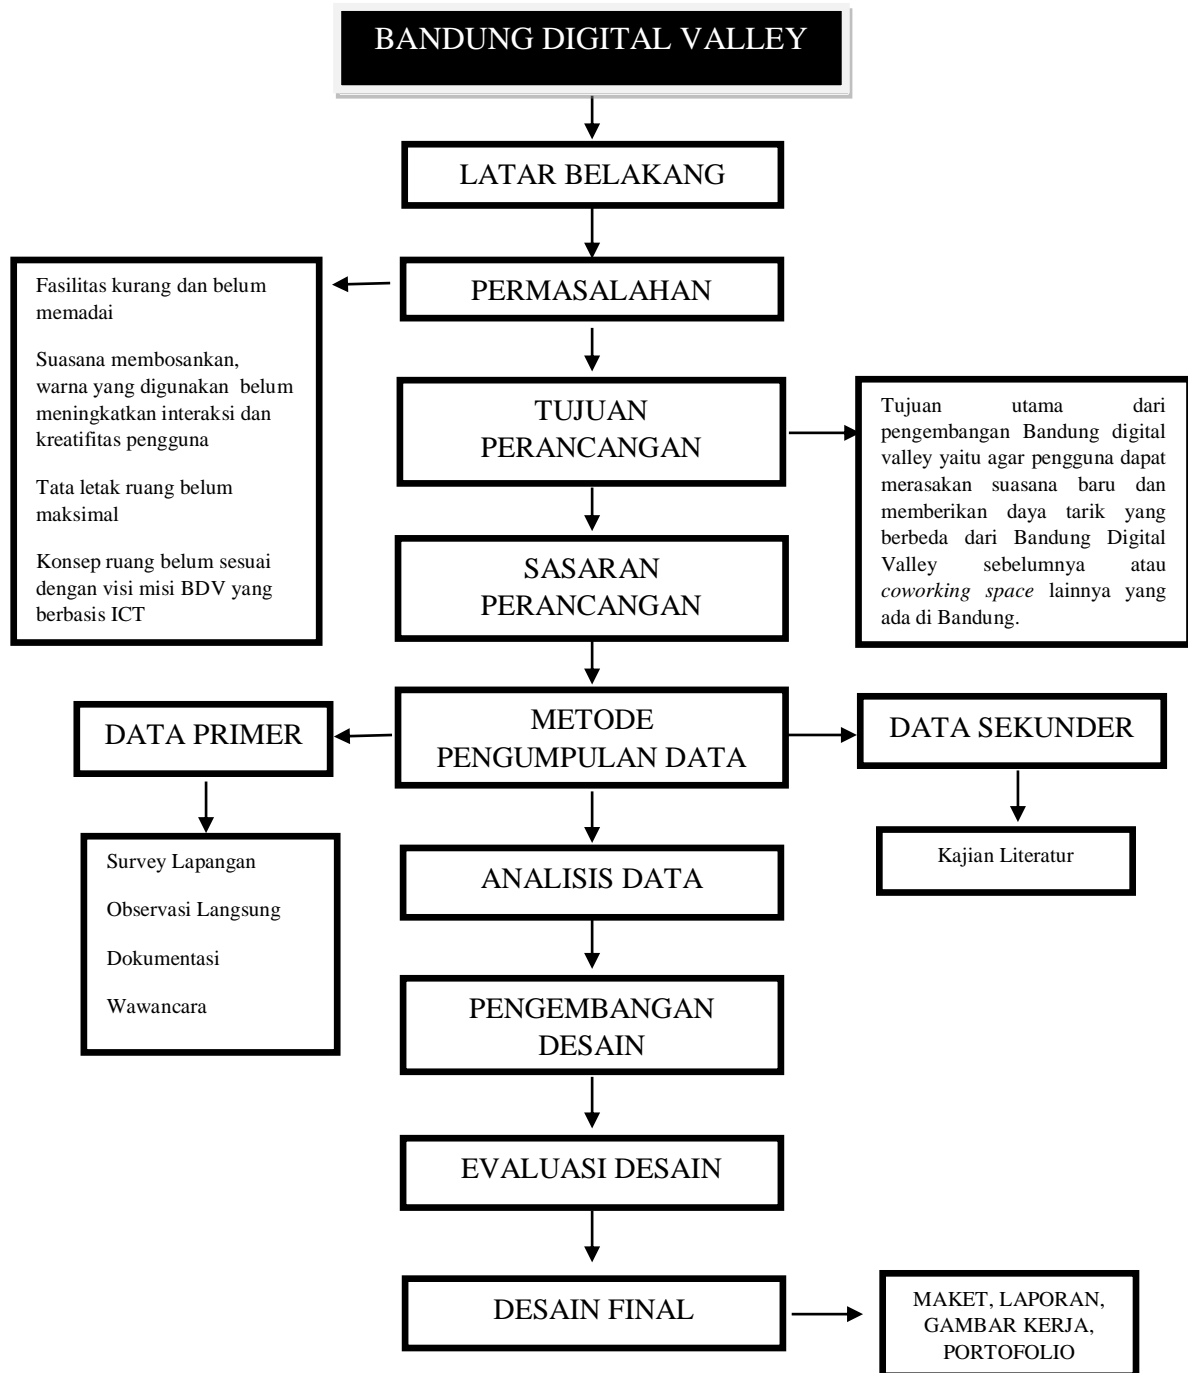 BANDUNG DIGITAL VALLEY
LATAR BELAKANG
PERMASALAHAN
Fasilitas kurang dan belum
memadai
Suasana membosankan,
warna yang digunakan belum
meningkatkan interaksi dan
kreatifitas pengguna
Tata letak ruang belum
maksimal
Konsep ruang belum sesuai
dengan visi misi BDV yang
berbasis ICT
TUJUAN
PERANCANGAN
Tujuan utama dari
pengembangan Bandung digital
valley yaitu agar pengguna dapat
merasakan suasana baru dan
memberikan daya tarik yang
berbeda dari Bandung Digital
Valley sebelumnya atau
coworking space lainnya yang
ada di Bandung.
SASARAN
PERANCANGAN
METODE
PENGUMPULAN DATA
DATA PRIMER
DATA SEKUNDER
Survey Lapangan
Observasi Langsung
Dokumentasi
Wawancara
Kajian Literatur
ANALISIS DATA
PENGEMBANGAN
DESAIN
EVALUASI DESAIN
DESAIN FINAL
MAKET, LAPORAN,
GAMBAR KERJA,
PORTOFOLIO